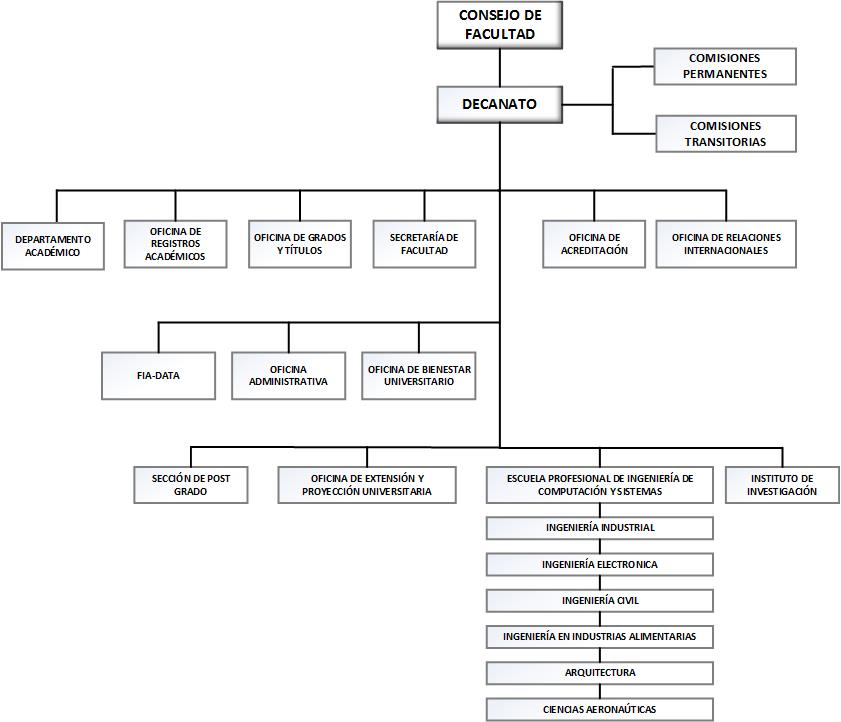 CONSEJO DE
FACULTAD
DECANATO
COMISIONES
PERMANENTES
COMISIONES
TRANSITORIAS
DEPARTAMENTO
ACADÉMICO
OFICINA DE
REGISTROS
ACADÉMICOS
OFICINA DE GRADOS
Y TÍTULOS
SECRETARÍA DE
FACULTAD
OFICINA DE
ACREDITACIÓN
OFICINA DE RELACIONES
INTERNACIONALES
FIA-DATA
OFICINA
ADMINISTRATIVA
OFICINA DE BIENESTAR
UNIVERSITARIO
SECCIÓN DE POST
GRADO
OFICINA DE EXTENSIÓN Y
PROYECCIÓN UNIVERSITARIA
ESCUELA PROFESIONAL DE INGENIERÍA DE
COMPUTACIÓN Y SISTEMAS
INSTITUTO DE
INVESTIGACIÓN
INGENIERÍA INDUSTRIAL
INGENIERÍA ELECTRONICA
INGENIERÍA CIVIL
INGENIERÍA EN INDUSTRIAS ALIMENTARIAS
ARQUITECTURA
CIENCIAS AERONAÚTICAS